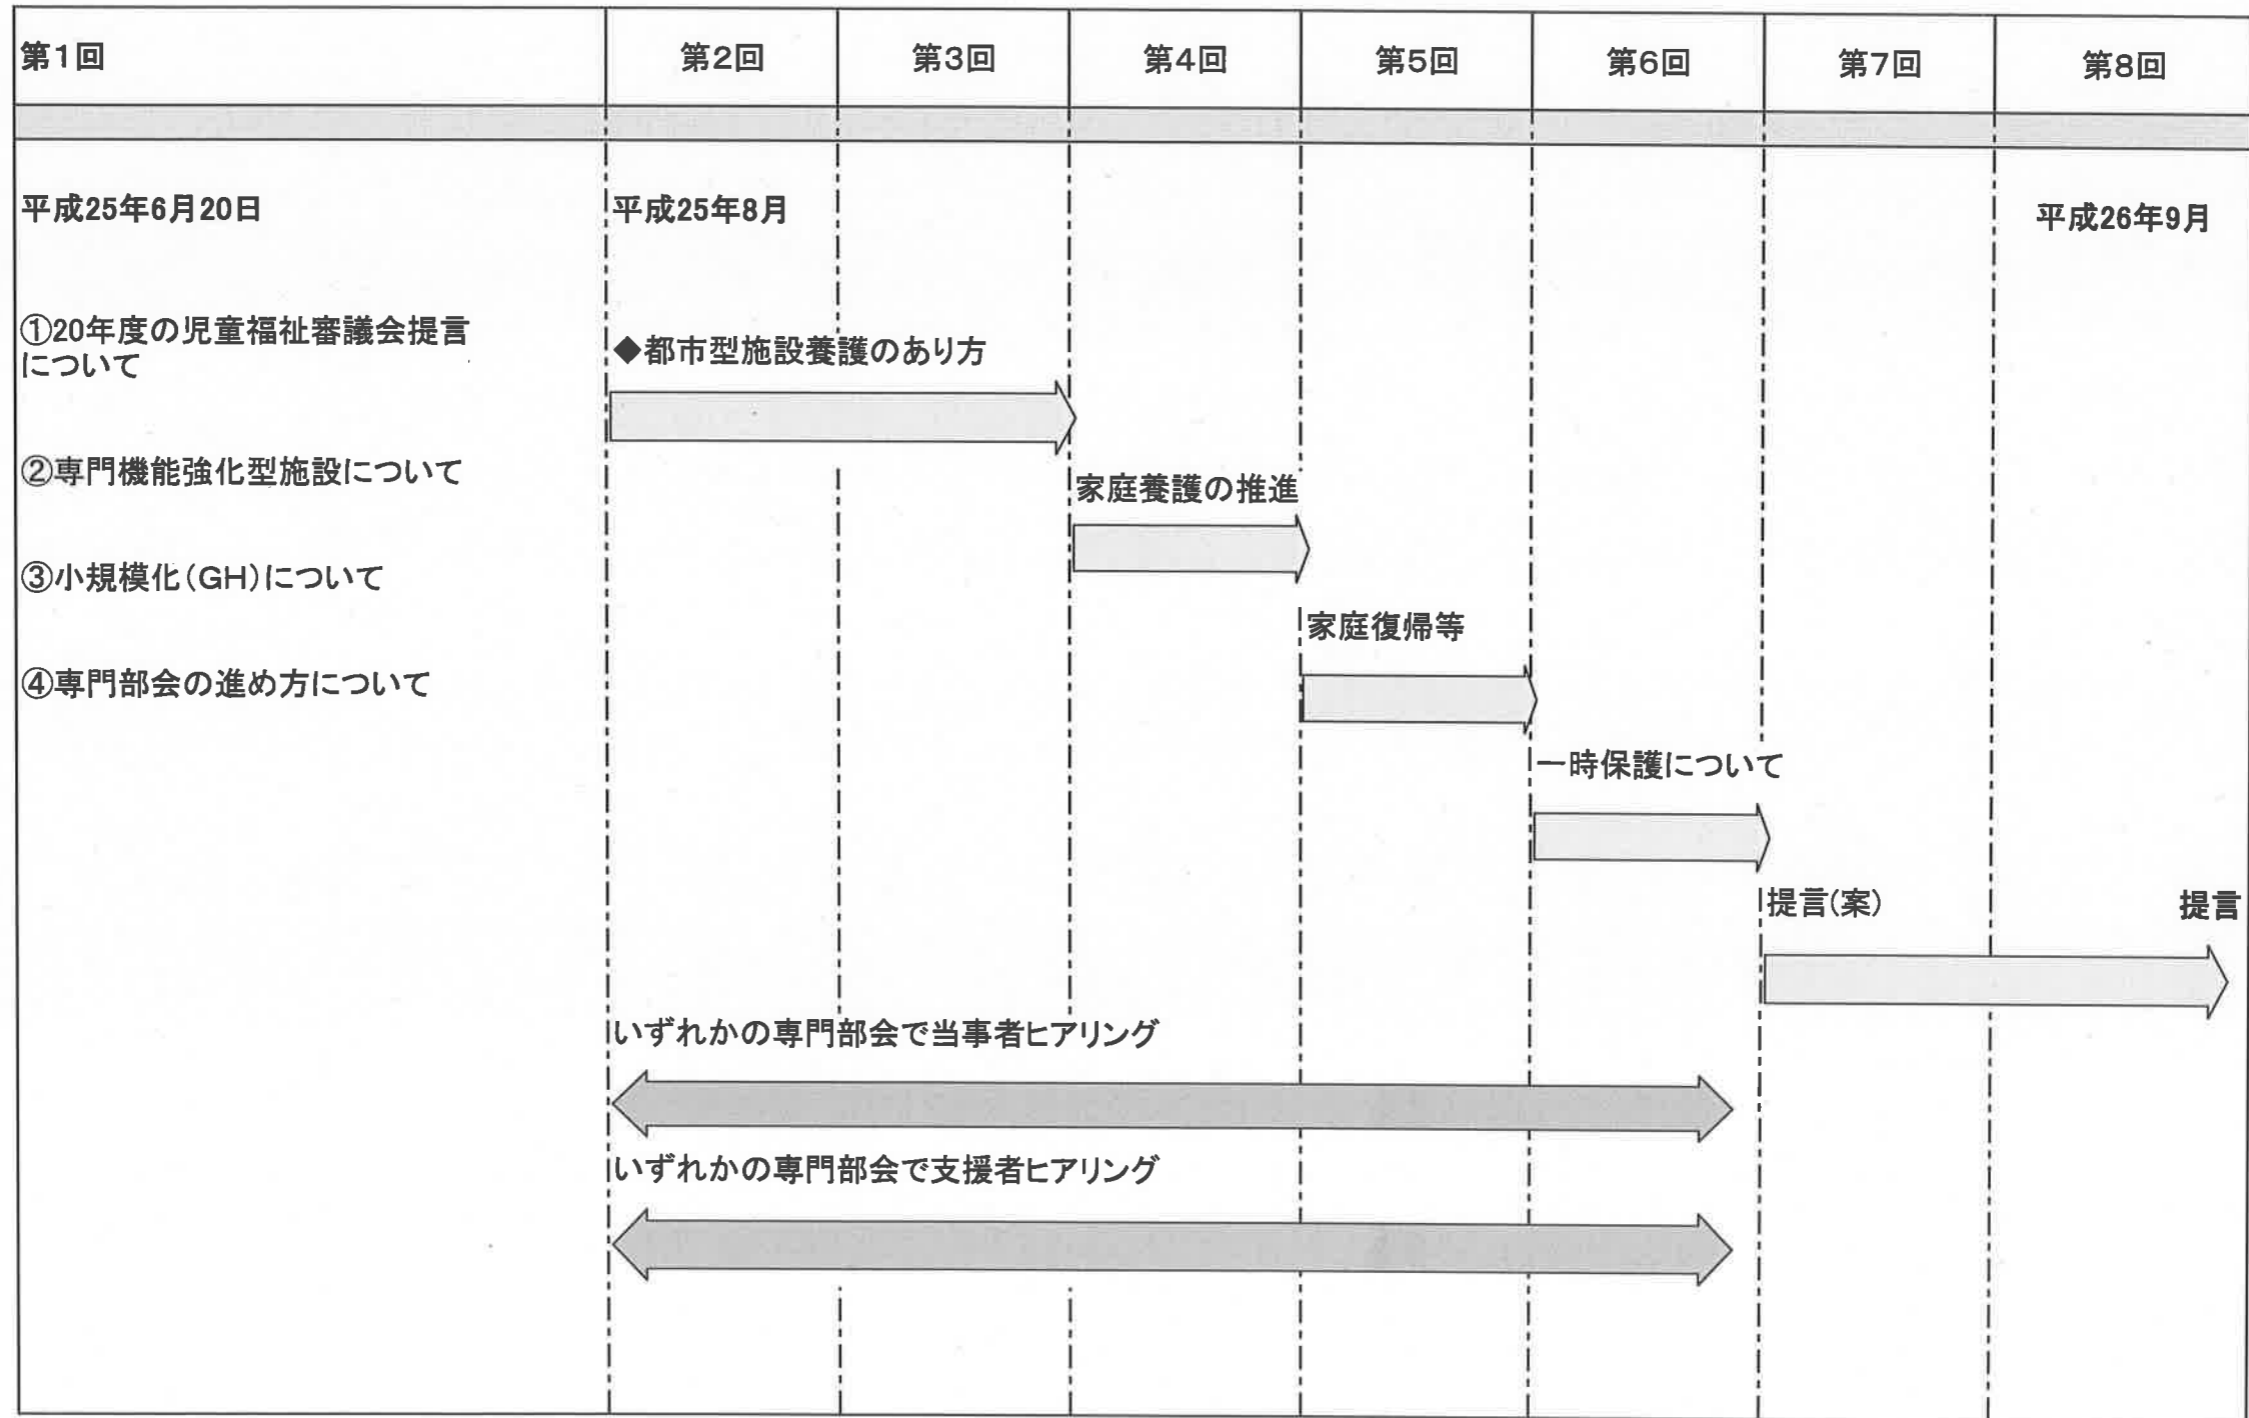 第1回
第2回
第3回
第4回
第5回
第6回
第7回
第8回
平成25年6月20日
平成25年8月
平成26年9月
①20年度の児童福祉審議会提言
について
②専門機能強化型施設について
③小規模化(GH)について
④専門部会の進め方について
◆都市型施設養護のあり方
家庭養護の推進
家庭復帰等
一時保護について
提言(案)
提言
いずれかの専門部会で当事者ヒアリング
いずれかの専門部会で支援者ヒアリング